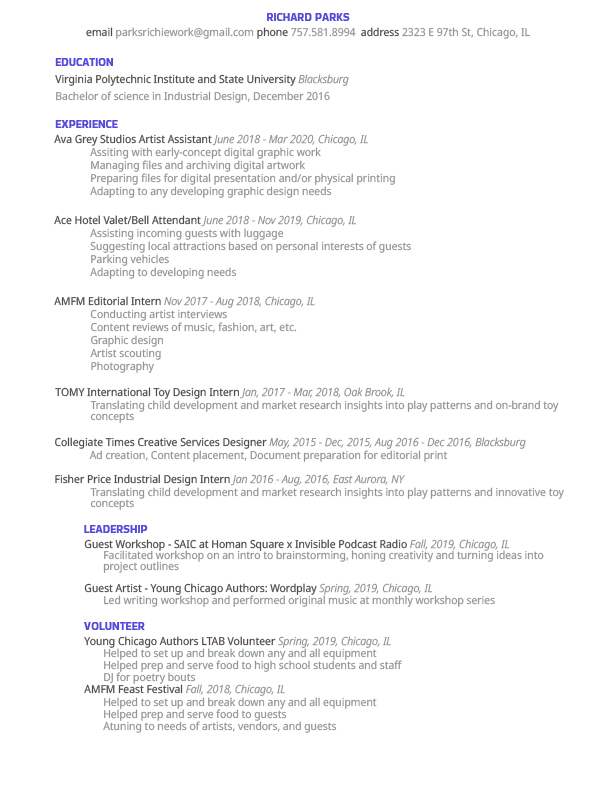 RICHARD PARKS
email parksrichiework@gmail.com phone 757.581.8994 address 2323 E 97th St, Chicago, IL
EDUCATION
Virginia Polytechnic Institute and State University Blacksburg
Bachelor of science in Industrial Design, December 2016
EXPERIENCE
Ava Grey Studios Artist Assistant June 2018 - Mar 2020, Chicago, IL
Assiting with early-concept digital graphic work
Managing files and archiving digital artwork
Preparing files for digital presentation and/or physical printing
Adapting to any developing graphic design needs
Ace Hotel Valet/Bell Attendant June 2018 - Nov 2019, Chicago, IL
Assisting incoming guests with luggage
Suggesting local attractions based on personal interests of guests
Parking vehicles
Adapting to developing needs
AMFM Editorial Intern Nov 2017 - Aug 2018, Chicago, IL
Conducting artist interviews
Content reviews of music, fashion, art, etc.
Graphic design
Artist scouting
Photography
TOMY International Toy Design Intern Jan, 2017 - Mar, 2018, Oak Brook, IL
Translating child development and market research insights into play patterns and on-brand toy
concepts
Collegiate Times Creative Services Designer May, 2015 - Dec, 2015, Aug 2016 - Dec 2016, Blacksburg
Ad creation, Content placement, Document preparation for editorial print
Fisher Price Industrial Design Intern Jan 2016 - Aug, 2016, East Aurora, NY
Translating child development and market research insights into play patterns and innovative toy
concepts
LEADERSHIP
Guest Workshop - SAIC at Homan Square x Invisible Podcast Radio Fall, 2019, Chicago, IL
Facilitated workshop on an intro to brainstorming, honing creativity and turning ideas into
project outlines
Guest Artist - Young Chicago Authors: Wordplay Spring, 2019, Chicago, IL
Led writing workshop and performed original music at monthly workshop series
VOLUNTEER
Young Chicago Authors LTAB Volunteer Spring, 2019, Chicago, IL
Helped to set up and break down any and all equipment
Helped prep and serve food to high school students and staff
DJ for poetry bouts
AMFM Feast Festival Fall, 2018, Chicago, IL
Helped to set up and break down any and all equipment
Helped prep and serve food to guests
Atuning to needs of artists, vendors, and guests